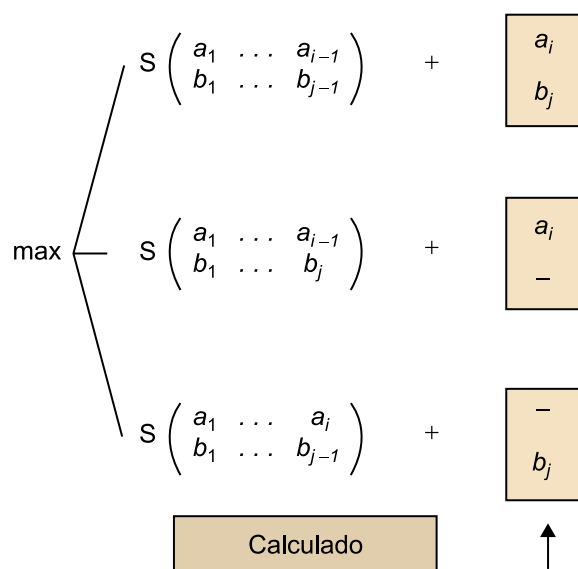 S ( a₁ . . . aᵢ₋₁ + aᵢ
b₁ . . . bⱼ₋₁ ) bⱼ
max S ( a₁ . . . aᵢ₋₁ + aᵢ
b₁ . . . bⱼ ) –
S ( a₁ . . . aᵢ + –
b₁ . . . bⱼ₋₁ ) bⱼ
Calculado